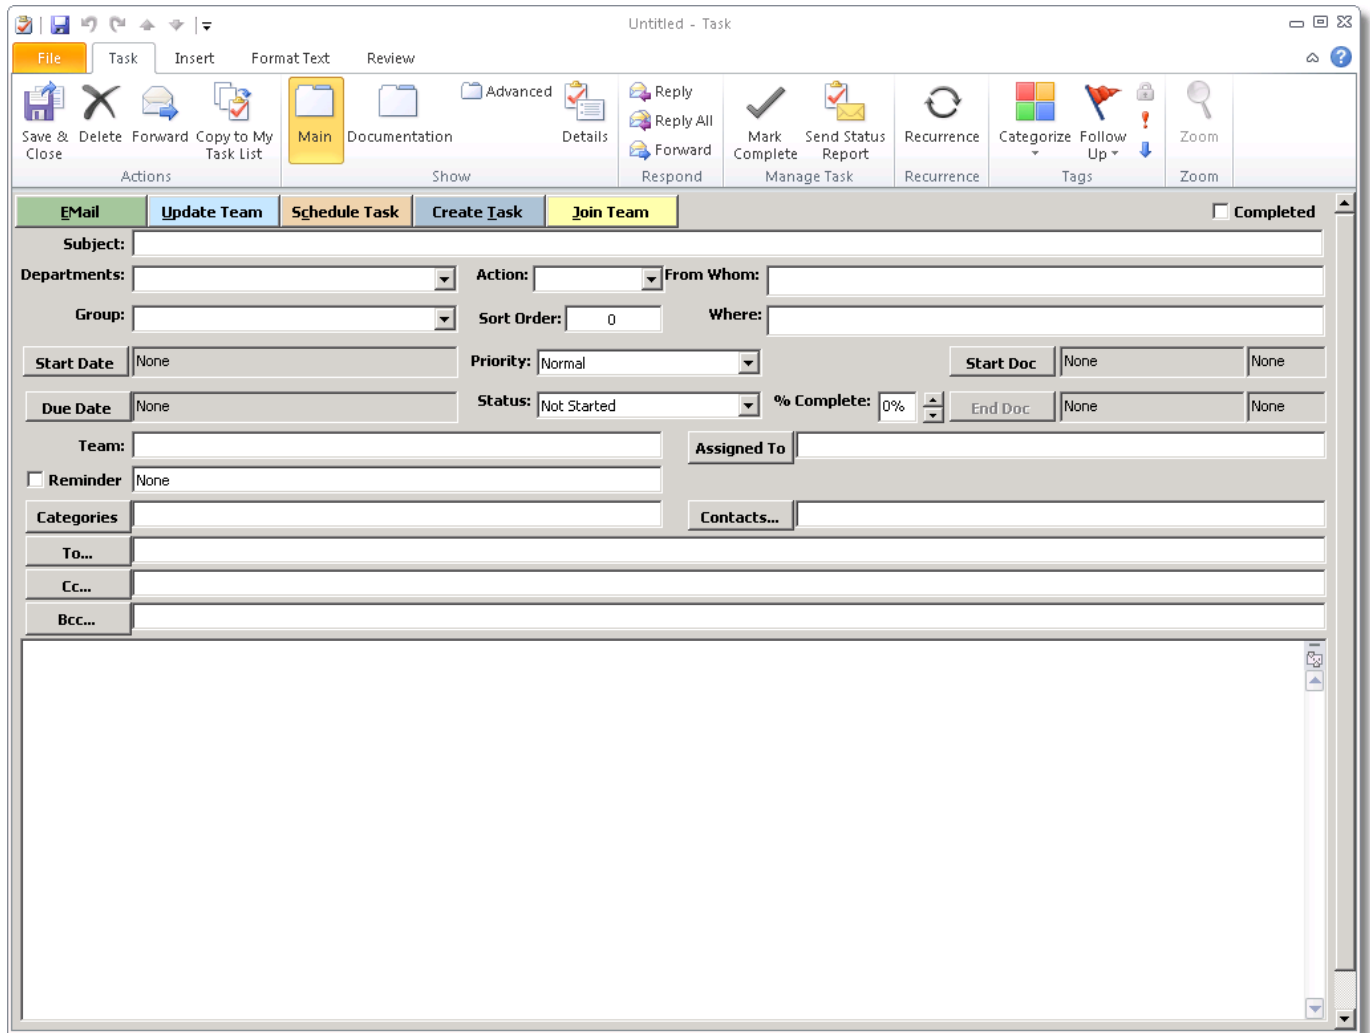 Untitled - Task
File Task Insert Format Text Review
Save & Close Delete Forward Copy to My Task List Main Documentation Advanced Details Reply Reply All Forward Mark Complete Send Status Report Recurrence Categorize Follow Up Zoom
Actions Show Respond Manage Task Recurrence Tags Zoom
EMail Update Team Schedule Task Create Task Join Team Completed
Subject:
Departments: Action: From Whom:
Group: Sort Order: 0 Where:
Start Date None Priority: Normal Start Doc None None
Due Date None Status: Not Started % Complete: 0% End Doc None None
Team: Assigned To
Reminder None
Categories Contacts...
To...
Cc...
Bcc...